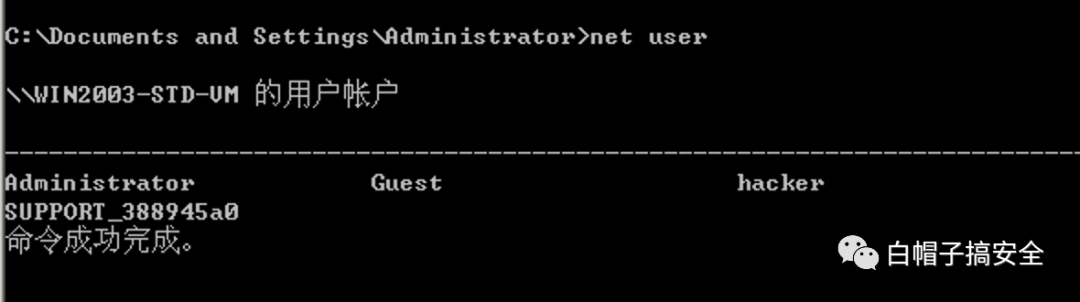 C:\Documents and Settings\Administrator>net user
\\WIN2003-STD-VM 的用户帐户
-------------------------------------------------------------------------------
Administrator Guest hacker
SUPPORT_388945a0
命令成功完成。
白帽子搞安全